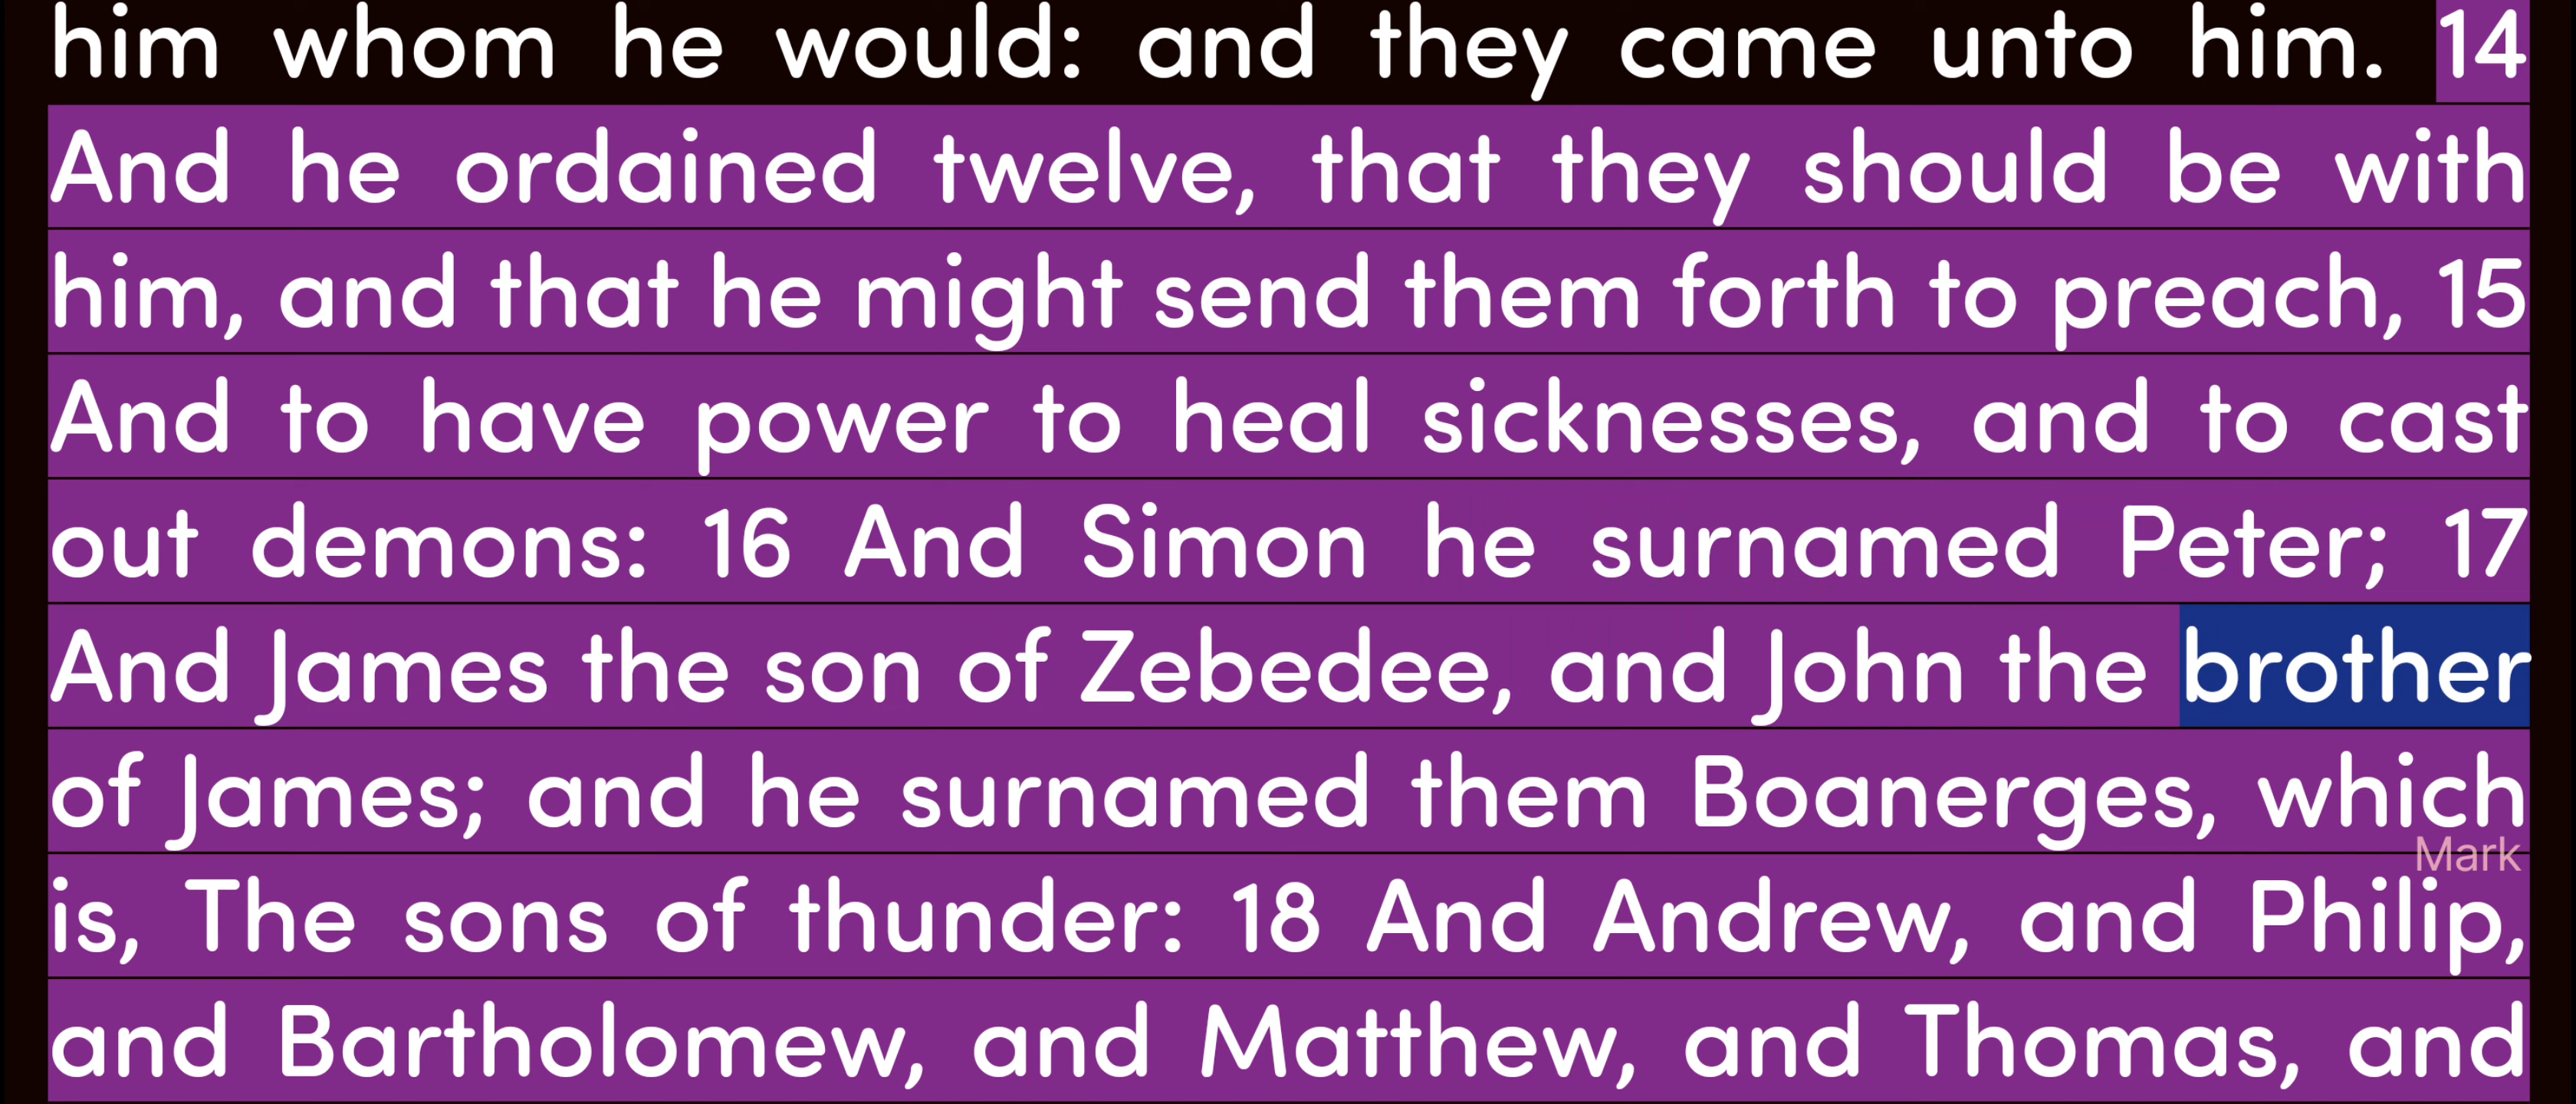 him whom he would: and they came unto him. 14
And he ordained twelve, that they should be with
him, and that he might send them forth to preach, 15
And to have power to heal sicknesses, and to cast
out demons: 16 And Simon he surnamed Peter; 17
And James the son of Zebedee, and John the brother
of James; and he surnamed them Boanerges, which
Mark
is, The sons of thunder: 18 And Andrew, and Philip,
and Bartholomew, and Matthew, and Thomas, and